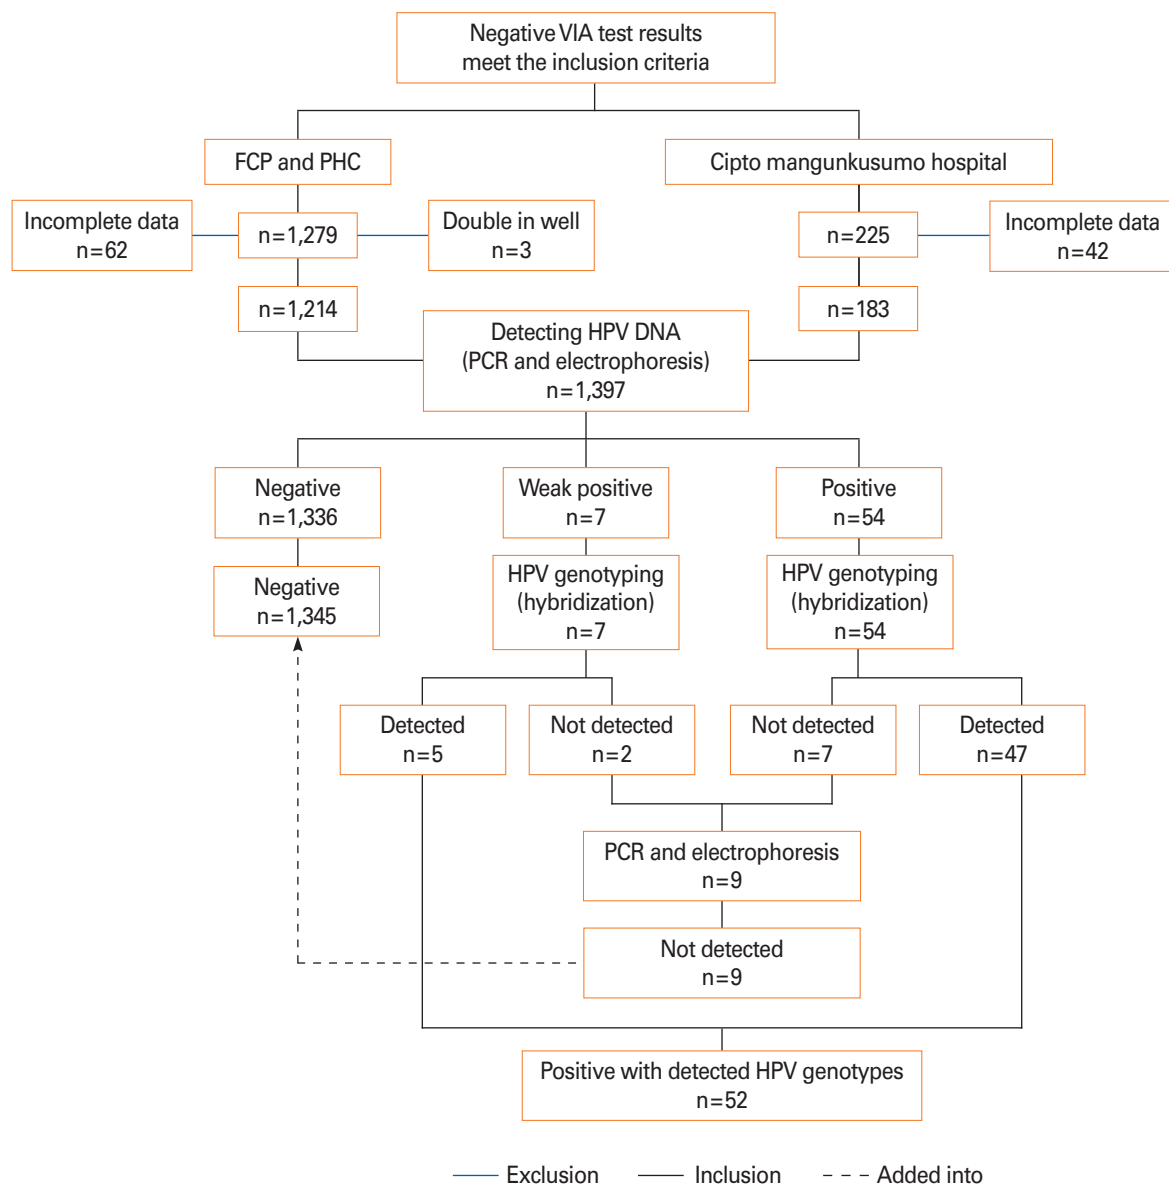 Negative VIA test results
meet the inclusion criteria
FCP and PHC
Cipto mangunkusumo hospital
Incomplete data
n=62
n=1,279
Double in well
n=3
n=225
Incomplete data
n=42
n=1,214
n=183
Detecting HPV DNA
(PCR and electrophoresis)
n=1,397
Negative
n=1,336
Weak positive
n=7
Positive
n=54
Negative
n=1,345
HPV genotyping
(hybridization)
n=7
HPV genotyping
(hybridization)
n=54
Detected
n=5
Not detected
n=2
Not detected
n=7
Detected
n=47
PCR and electrophoresis
n=9
Not detected
n=9
Positive with detected HPV genotypes
n=52
Exclusion
Inclusion
Added into